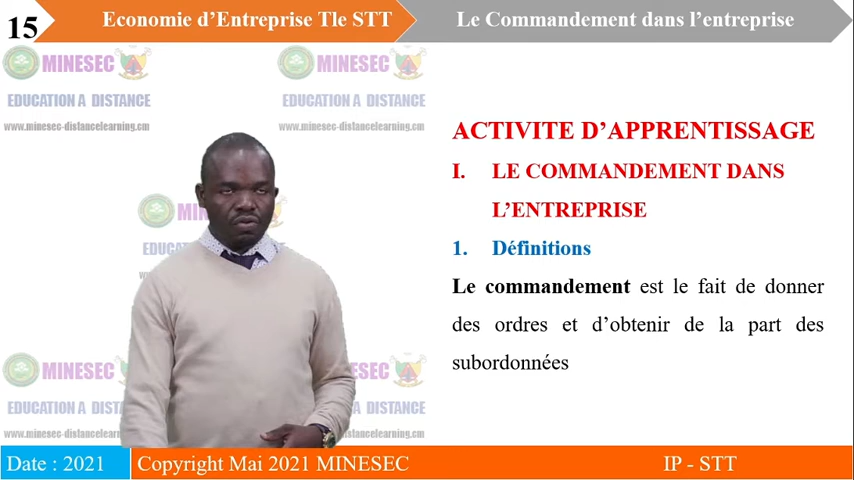 15
Economie d’Entreprise Tle STT
Le Commandement dans l’entreprise
MINESEC
MINESEC
EDUCATION A DISTANCE
EDUCATION A DISTANCE
www.minesec-distancelearning.cm
www.minesec-distancelearning.cm
ACTIVITE D’APPRENTISSAGE
I. LE COMMANDEMENT DANS
L’ENTREPRISE
1. Définitions
Le commandement est le fait de donner
des ordres et d’obtenir de la part des
subordonnées
MINESEC
EDUCATION A DIST
A DISTANCE
www.minesec-distancelearn
Date : 2021
Copyright Mai 2021 MINESEC
IP - STT